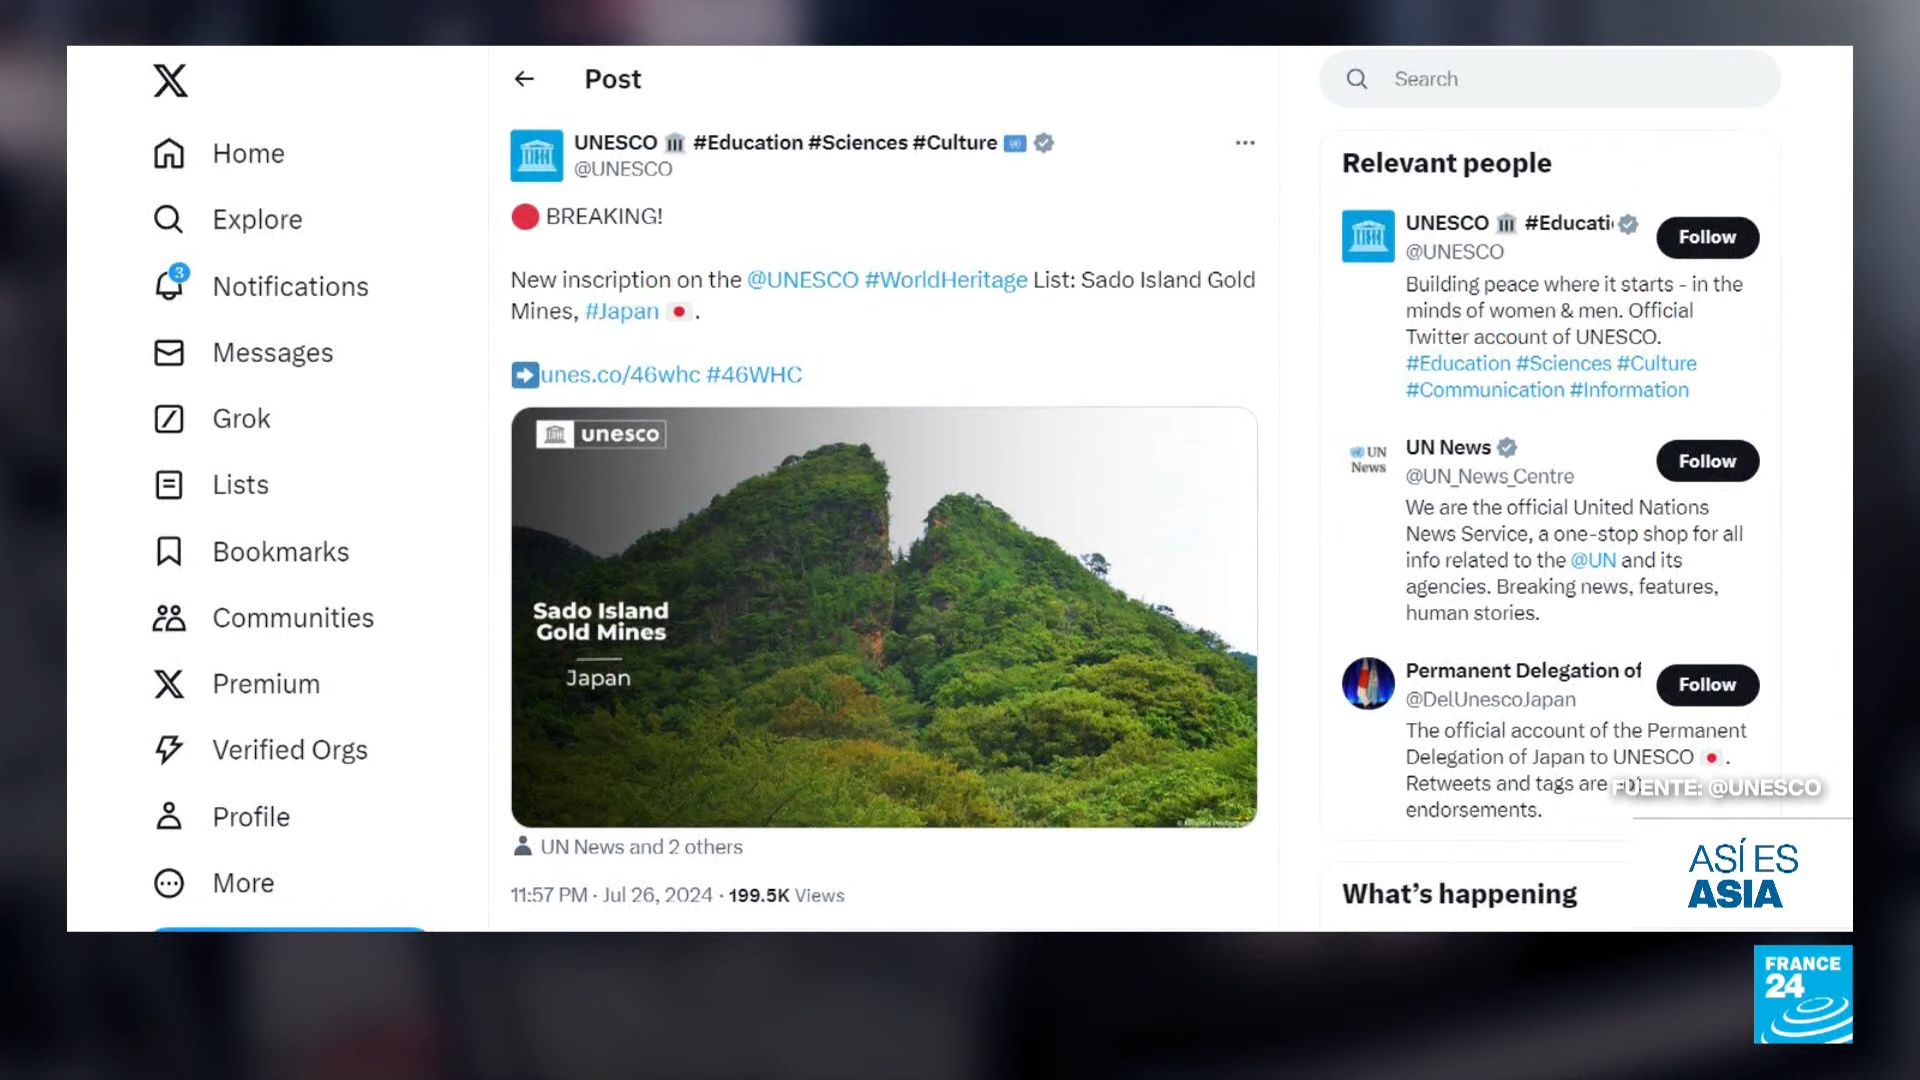 Home
Explore
3
Notifications
Messages
Grok
Lists
Bookmarks
Communities
Premium
Verified Orgs
Profile
More
Post
UNESCO #Education #Sciences #Culture
@UNESCO
BREAKING!
New inscription on the @UNESCO #WorldHeritage List: Sado Island Gold
Mines, #Japan .
unes.co/46whc #46WHC
unesco
Sado Island
Gold Mines
Japan
UN News and 2 others
11:57 PM · Jul 26, 2024 · 199.5K Views
Search
Relevant people
UNESCO #Educati
@UNESCO
Follow
Building peace where it starts - in the
minds of women & men. Official
Twitter account of UNESCO.
#Education #Sciences #Culture
#Communication #Information
UN
News
UN News
@UN_News_Centre
Follow
We are the official United Nations
News Service, a one-stop shop for all
info related to the @UN and its
agencies. Breaking news, features,
human stories.
Permanent Delegation of
@DelUnescoJapan
Follow
The official account of the Permanent
Delegation of Japan to UNESCO .
Retweets and tags are
endorsements.
FUENTE: @UNESCO
What's happening
ASÍ ES
ASIA
FRANCE
24